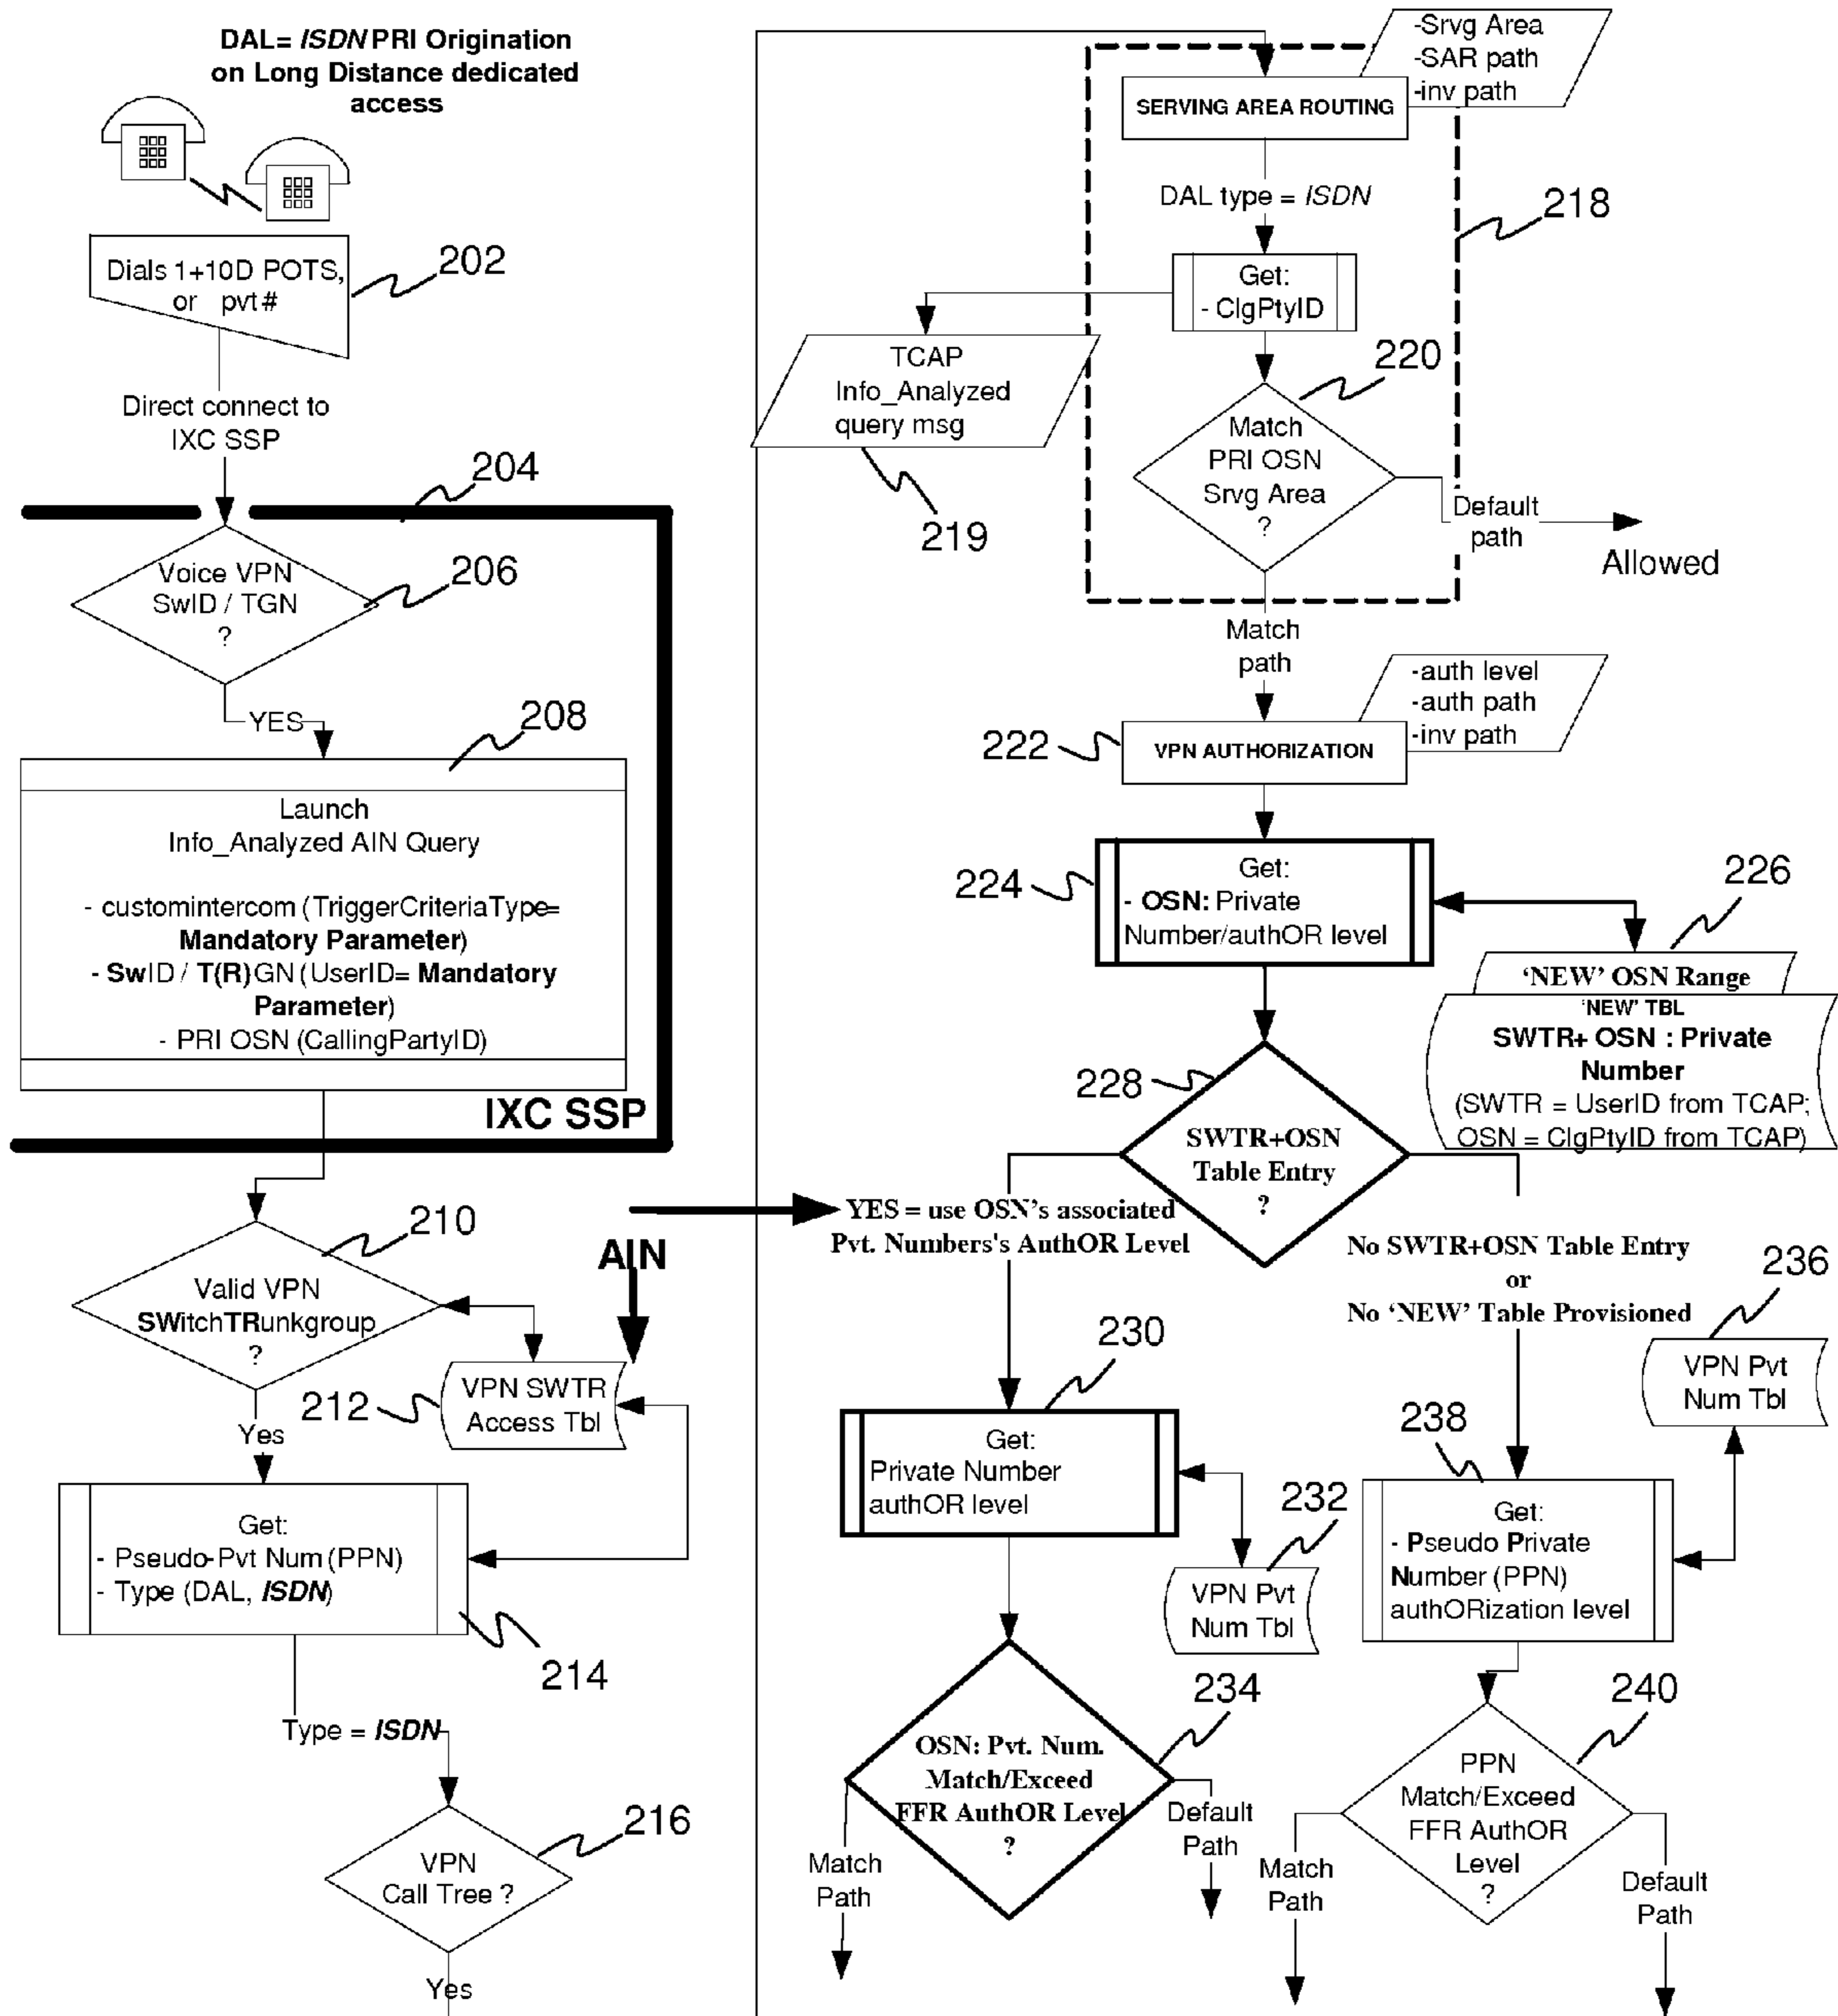 DAL= ISDN PRI Origination
on Long Distance dedicated
access
Dials 1+10D POTS,
or pvt#
202
Direct connect to
IXC SSP
204
Voice VPN
SwID / TGN
?
206
YES
208
Launch
Info_Analyzed AIN Query
- customintercom (TriggerCriteriaType=
Mandatory Parameter)
- SwID / T(R)GN (UserID= Mandatory
Parameter)
- PRI OSN (CallingPartyID)
IXC SSP
210
Valid VPN
SWitchTRunkgroup
?
AIN
212
VPN SWTR
Access Tbl
Yes
Get:
- Pseudo-Pvt Num (PPN)
- Type (DAL, ISDN)
214
Type = ISDN
216
VPN
Call Tree ?
Yes
-Srvg Area
-SAR path
-inv path
SERVING AREA ROUTING
DAL type = ISDN
218
Get:
- ClgPtyID
TCAP
Info_Analyzed
query msg
219
220
Match
PRI OSN
Srvg Area
?
Default
path
Allowed
Match
path
-auth level
-auth path
-inv path
222
VPN AUTHORIZATION
224
Get:
- OSN: Private
Number/authOR level
226
‘NEW’ OSN Range
‘NEW’ TBL
SWTR+ OSN : Private
Number
(SWTR = UserID from TCAP;
OSN = ClgPtyID from TCAP)
228
SWTR+OSN
Table Entry
?
YES = use OSN’s associated
Pvt. Numbers's AuthOR Level
No SWTR+OSN Table Entry
or
No ‘NEW’ Table Provisioned
236
VPN Pvt
Num Tbl
230
Get:
Private Number
authOR level
232
VPN Pvt
Num Tbl
238
Get:
- Pseudo Private
Number (PPN)
authORization level
234
OSN: Pvt. Num.
Match/Exceed
FFR AuthOR Level
?
Match
Path
Default
Path
240
PPN
Match/Exceed
FFR AuthOR
Level
?
Match
Path
Default
Path